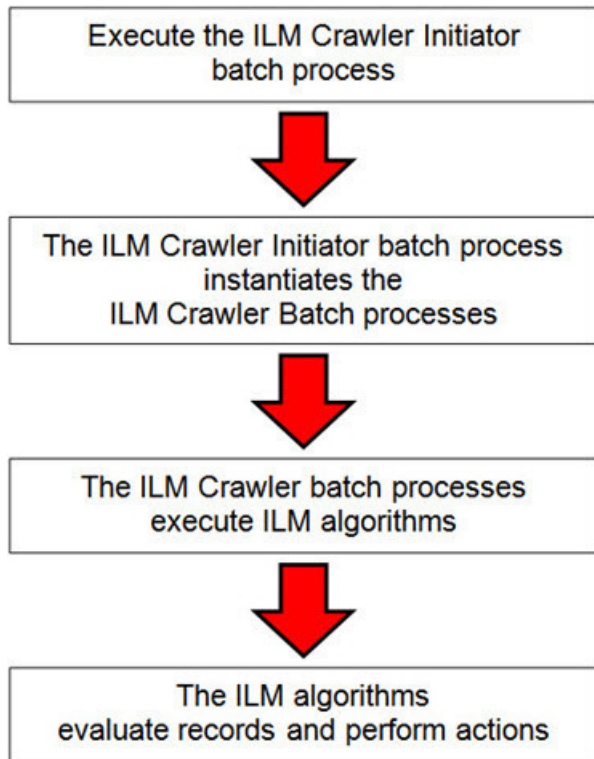 Execute the ILM Crawler Initiator
batch process
The ILM Crawler Initiator batch process
instantiates the
ILM Crawler Batch processes
The ILM Crawler batch processes
execute ILM algorithms
The ILM algorithms
evaluate records and perform actions